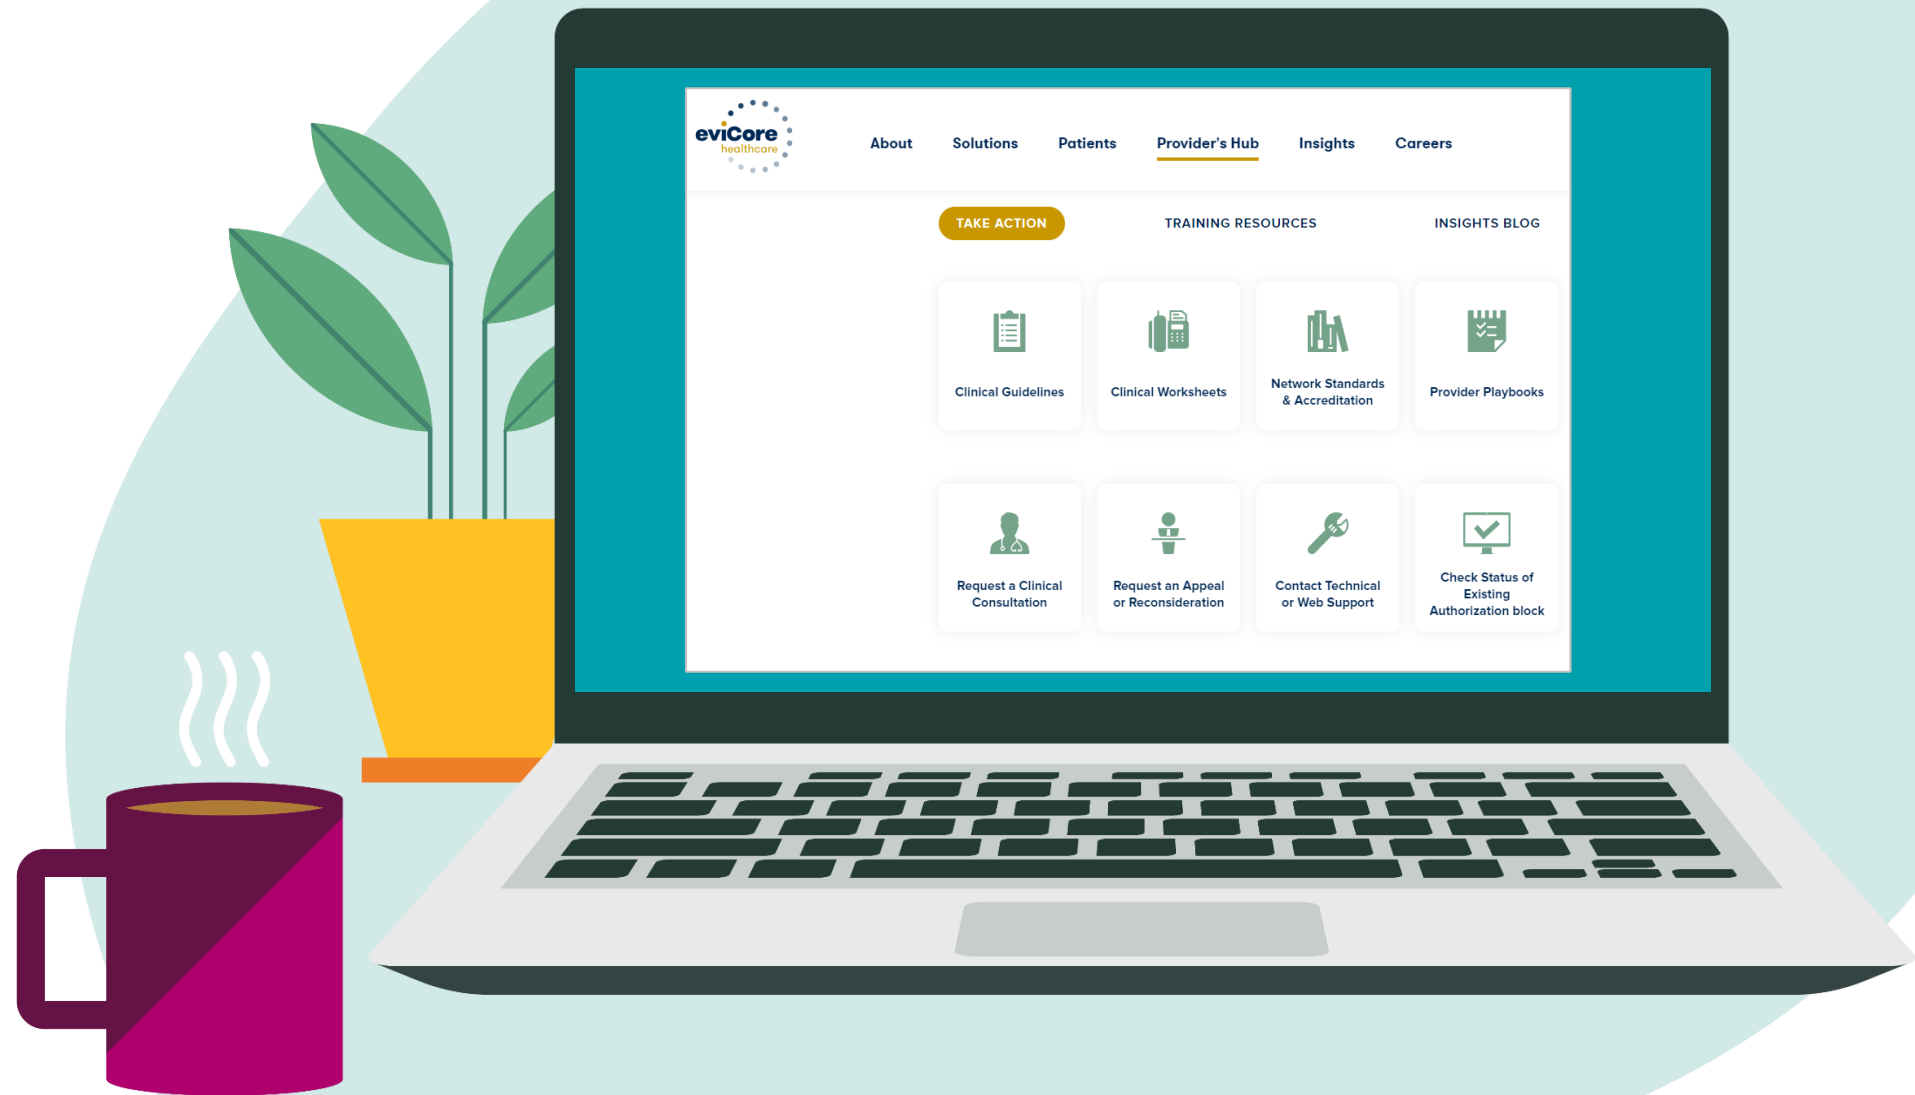 eviCore
healthcare
About Solutions Patients Provider's Hub Insights Careers
TAKE ACTION TRAINING RESOURCES INSIGHTS BLOG
Clinical Guidelines
Clinical Worksheets
Network Standards
& Accreditation
Provider Playbooks
Request a Clinical
Consultation
Request an Appeal
or Reconsideration
Contact Technical
or Web Support
Check Status of
Existing
Authorization block